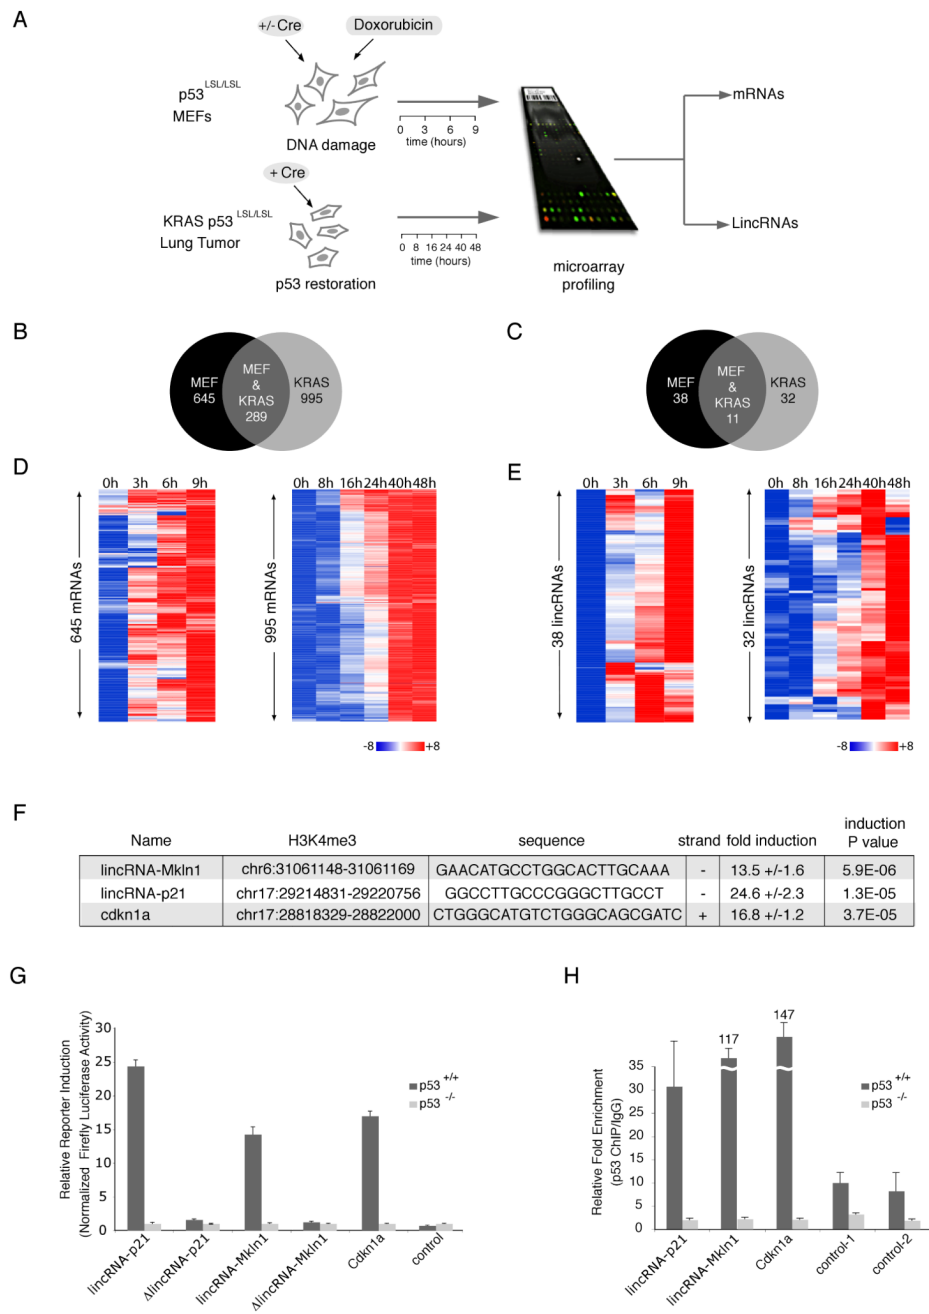 A
+/- Cre
Doxorubicin
p53 LSL/LSL
MEFs
DNA damage
0 3 6 9
time (hours)
mRNAs
+ Cre
KRAS p53 LSL/LSL
Lung Tumor
p53 restoration
0 8 16 24 40 48
time (hours)
LincRNAs
microarray
profiling
B
MEF
645
MEF
&
KRAS
289
KRAS
995
C
MEF
38
MEF
&
KRAS
11
KRAS
32
D
0h 3h 6h 9h
645 mRNAs
0h 8h 16h 24h 40h 48h
995 mRNAs
-8 +8
E
0h 3h 6h 9h
38 lincRNAs
0h 8h 16h 24h 40h 48h
32 lincRNAs
-8 +8
F
Name H3K4me3 sequence strand fold induction induction P value
lincRNA-Mkln1 chr6:31061148-31061169 GAACATGCCTGGCACTTGCAAA - 13.5 +/-1.6 5.9E-06
lincRNA-p21 chr17:29214831-29220756 GGCCTTGCCCGGGCTTGCCT - 24.6 +/-2.3 1.3E-05
cdkn1a chr17:28818329-28822000 CTGGGCATGTCTGGGCAGCGATC + 16.8 +/-1.2 3.7E-05
G
Relative Reporter Induction
(Normalized Firefly Luciferase Activity)
30
25
20
15
10
5
0
p53 +/+
p53 -/-
lincRNA-p21
ΔlincRNA-p21
lincRNA-Mkln1
ΔlincRNA-Mkln1
Cdkn1a
control
H
Relative Fold Enrichment
(p53 ChIP/IgG)
35
30
25
20
15
10
5
0
117
147
p53 +/+
p53 -/-
lincRNA-p21
lincRNA-Mkln1
Cdkn1a
control-1
control-2